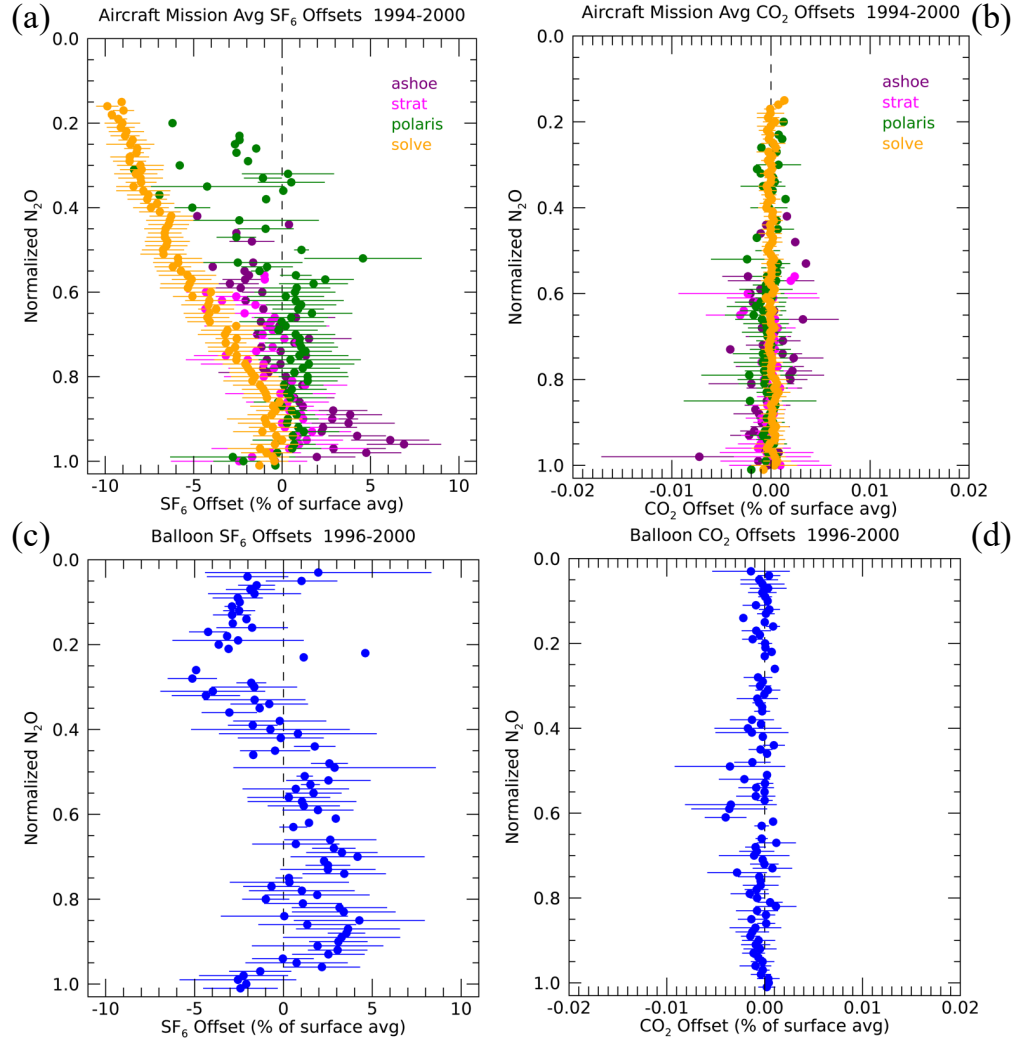 (a)
Aircraft Mission Avg SF6 Offsets 1994-2000
0.0
0.2
0.4
0.6
0.8
1.0
Normalized N2O
ashoe
strat
polaris
solve
-10 -5 0 5 10
SF6 Offset (% of surface avg)
Aircraft Mission Avg CO2 Offsets 1994-2000
(b)
0.0
0.2
0.4
0.6
0.8
1.0
Normalized N2O
ashoe
strat
polaris
solve
-0.02 -0.01 0.00 0.01 0.02
CO2 Offset (% of surface avg)
(c)
Balloon SF6 Offsets 1996-2000
0.0
0.2
0.4
0.6
0.8
1.0
Normalized N2O
-10 -5 0 5 10
SF6 Offset (% of surface avg)
Balloon CO2 Offsets 1996-2000
(d)
0.0
0.2
0.4
0.6
0.8
1.0
Normalized N2O
-0.02 -0.01 0.00 0.01 0.02
CO2 Offset (% of surface avg)